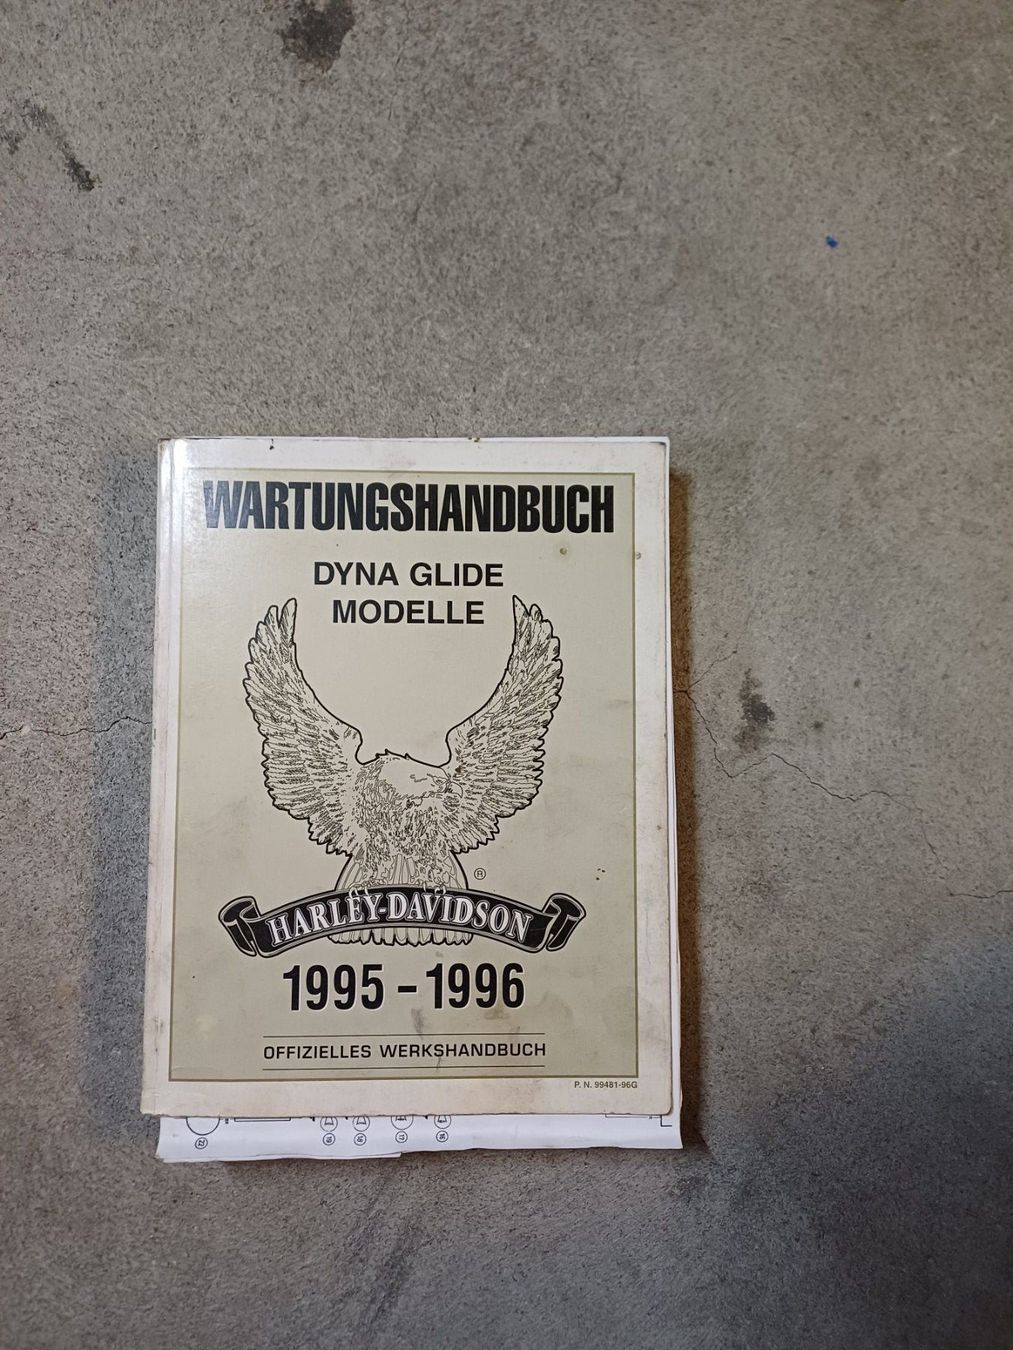 WARTUNGSHANDBUCH
DYNA GLIDE
MODELLE
®
HARLEY-DAVIDSON
1995 - 1996
OFFIZIELLES WERKSHANDBUCH
P. N. 99481-96G